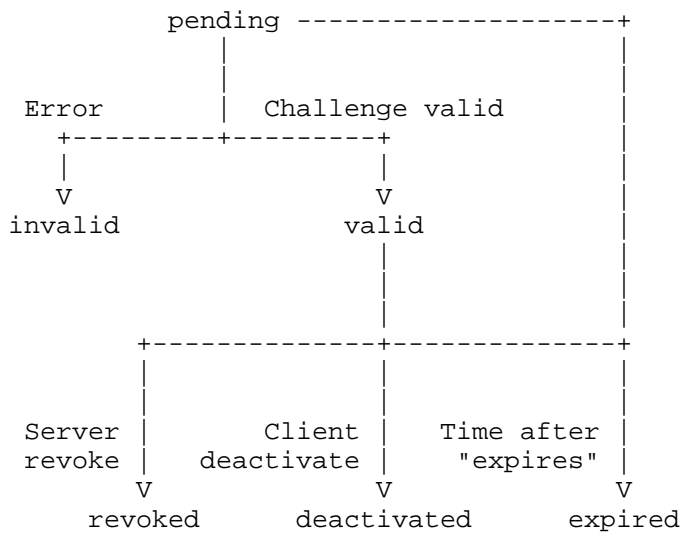 pending --------------------+
Error | Challenge valid
+---------+---------+
V V
invalid valid
+--------------+--------------+
Server Client Time after
revoke deactivate "expires"
V V V
revoked deactivated expired